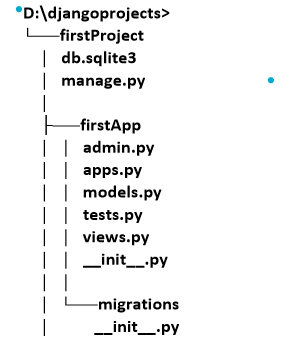 D:\djangoprojects>
└──firstProject
│ db.sqlite3
│ manage.py
│
├──firstApp
│ │ admin.py
│ │ apps.py
│ │ models.py
│ │ tests.py
│ │ views.py
│ │ __init__.py
│ │
│ └──migrations
│ __init__.py